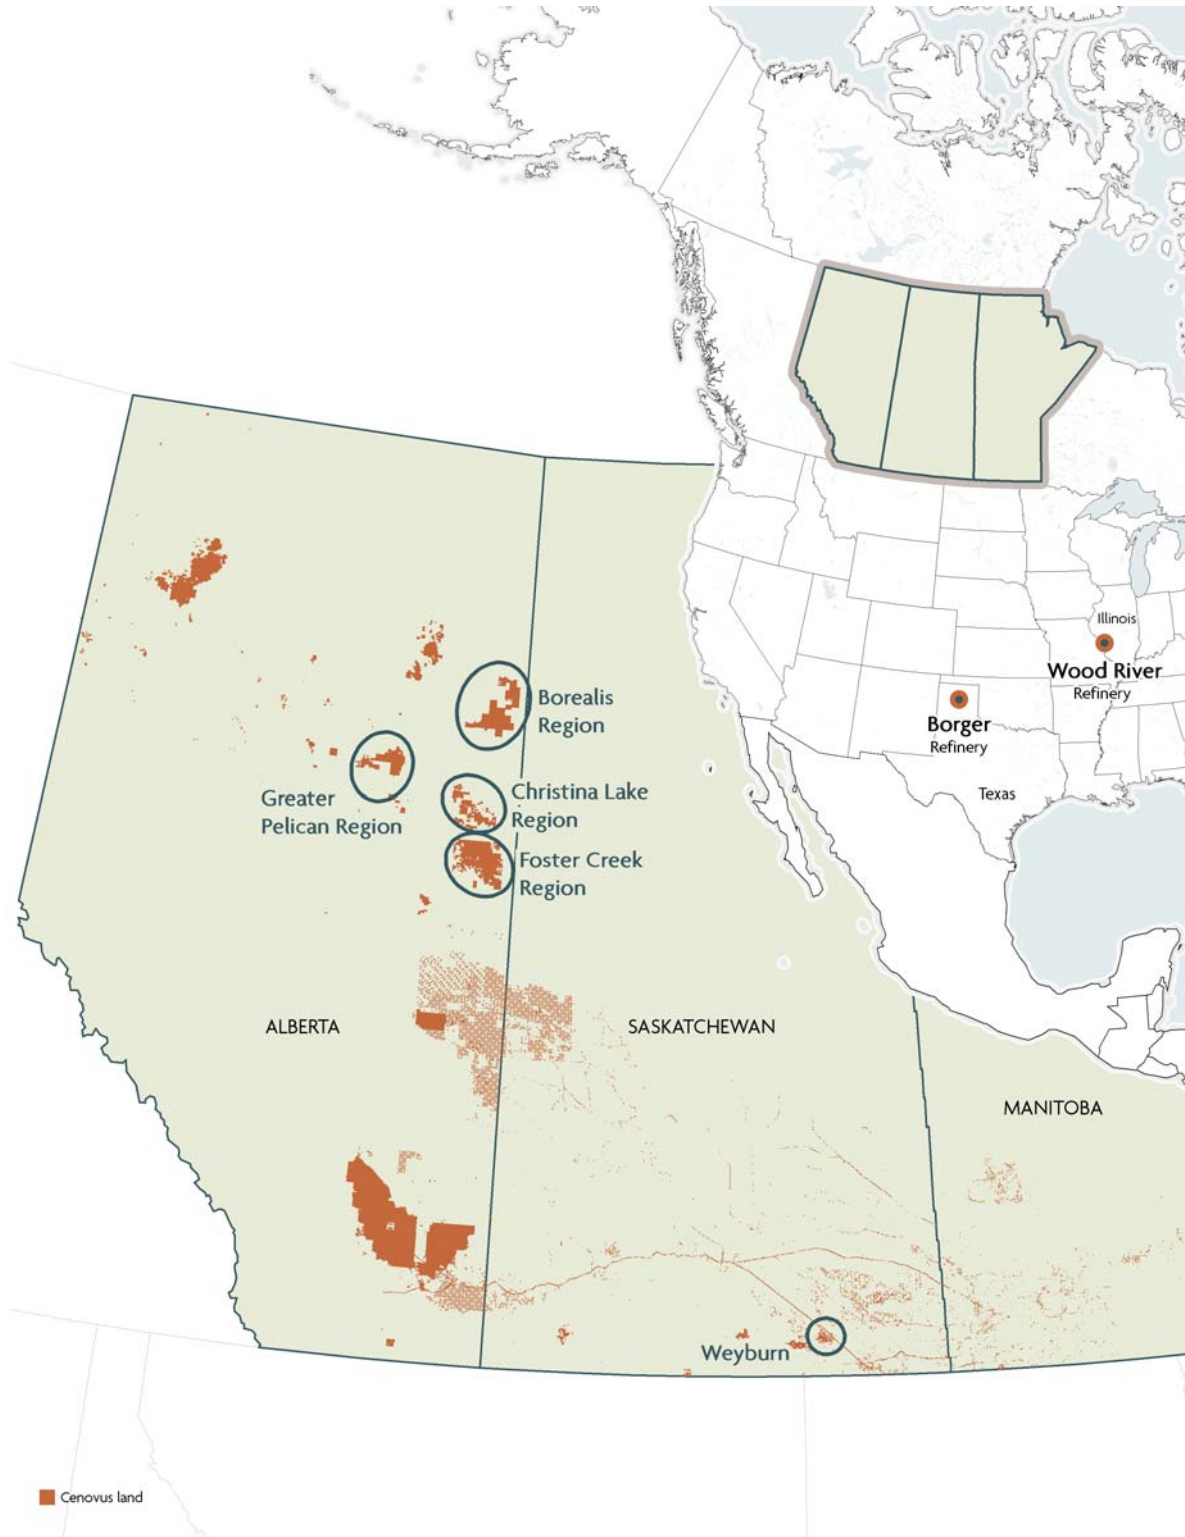 Illinois
Wood River
Refinery
Borger
Refinery
Texas
Borealis
Region
Greater
Pelican Region
Christina Lake
Region
Foster Creek
Region
ALBERTA
SASKATCHEWAN
MANITOBA
Weyburn
Cenovus land